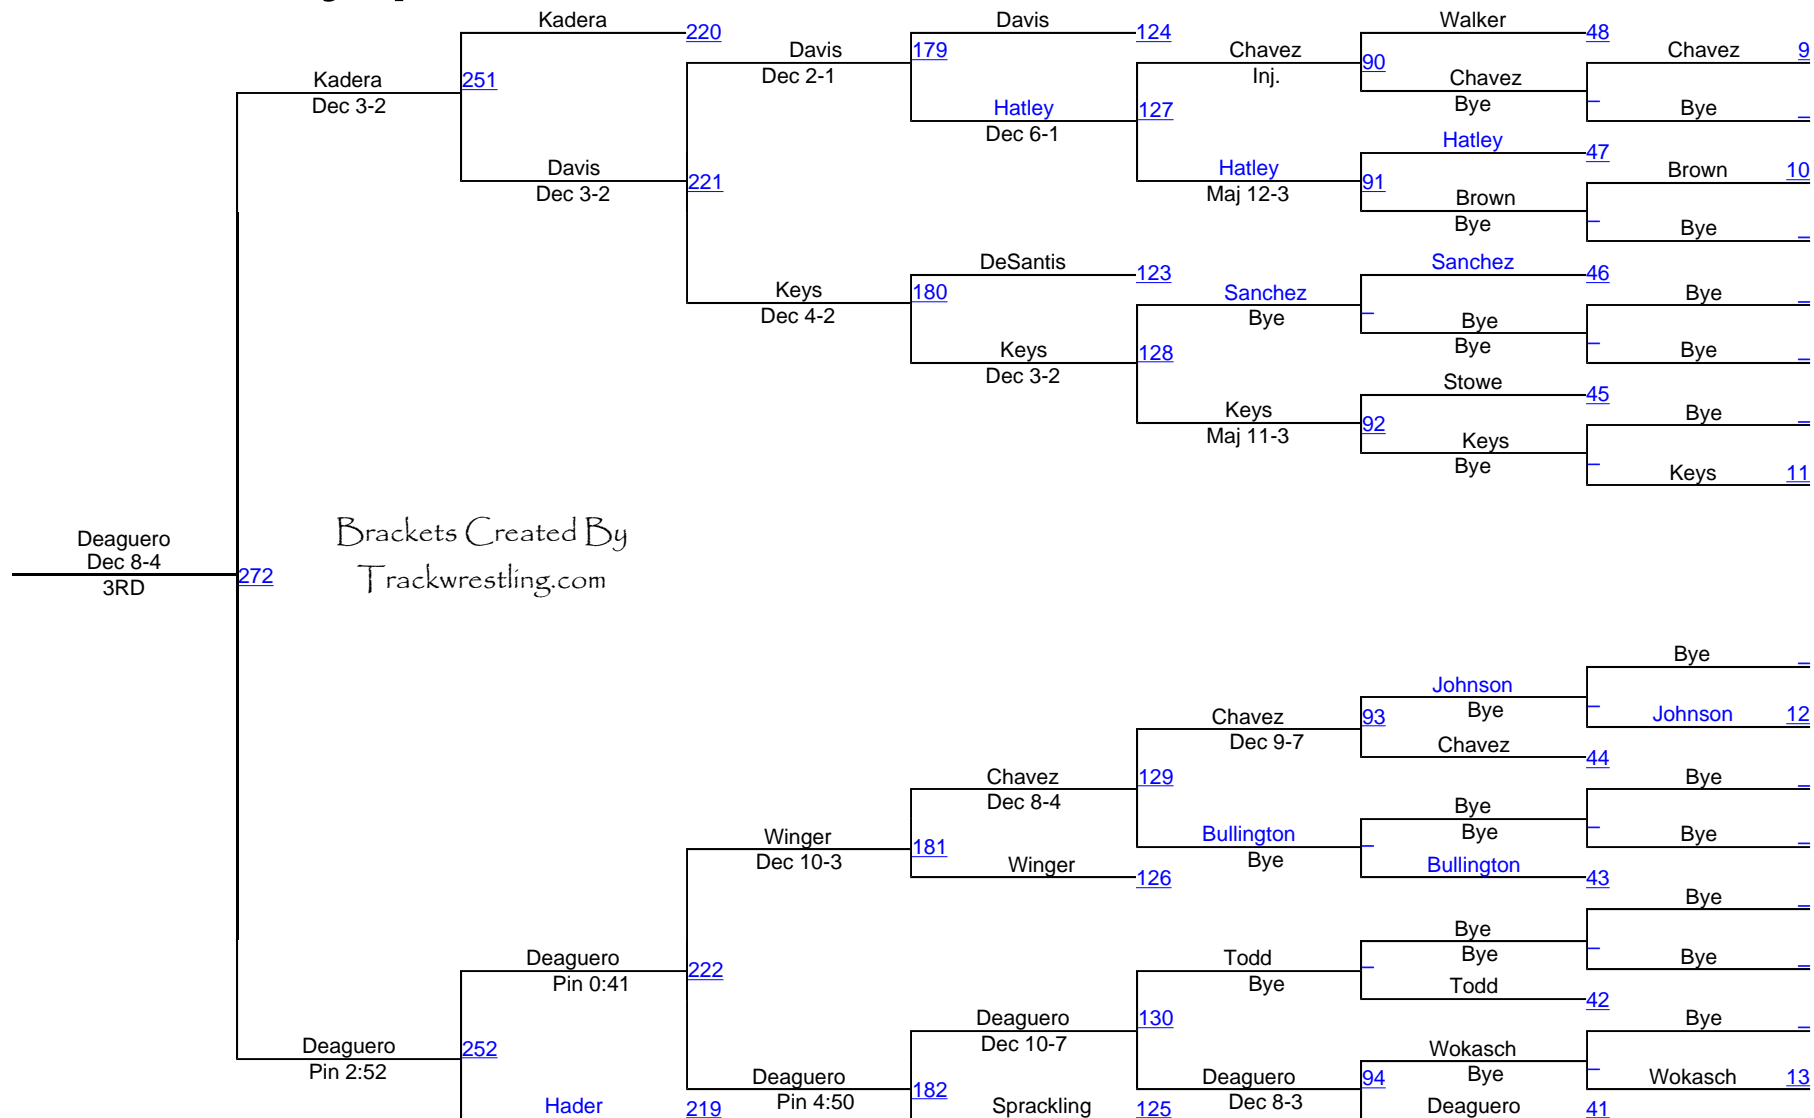 Kadera
220
Davis
124
Walker
48
Davis
179
Chavez
Chavez
9
Dec 2-1
Inj.
90
Kadera
251
Chavez
Dec 3-2
Bye
Bye
Hatley
127
Dec 6-1
Hatley
47
Davis
221
Hatley
91
Brown
10
Dec 3-2
Maj 12-3
Brown
Bye
Bye
DeSantis
123
Sanchez
46
Keys
180
Sanchez
Bye
Dec 4-2
Bye
Bye
Bye
Bye
Keys
128
Dec 3-2
Stowe
45
Keys
92
Bye
Maj 11-3
Keys
Bye
Keys
11
Brackets Created By
Trackwrestling.com
Deaguero
Dec 8-4
3RD
272
Bye
Johnson
Bye
Johnson
12
Chavez
93
Dec 9-7
Chavez
44
Chavez
129
Dec 8-4
Bye
Bye
Bye
Bye
Winger
181
Bullington
Dec 10-3
Bye
Winger
126
Bullington
43
Bye
Bye
Bye
Bye
Deaguero
222
Todd
Pin 0:41
Bye
Todd
42
Deaguero
130
Dec 10-7
Bye
Deaguero
252
Wokasch
Pin 2:52
Bye
Wokasch
13
Deaguero
182
Deaguero
94
Pin 4:50
Dec 8-3
Hader
219
Sprackling
125
Deaguero
41